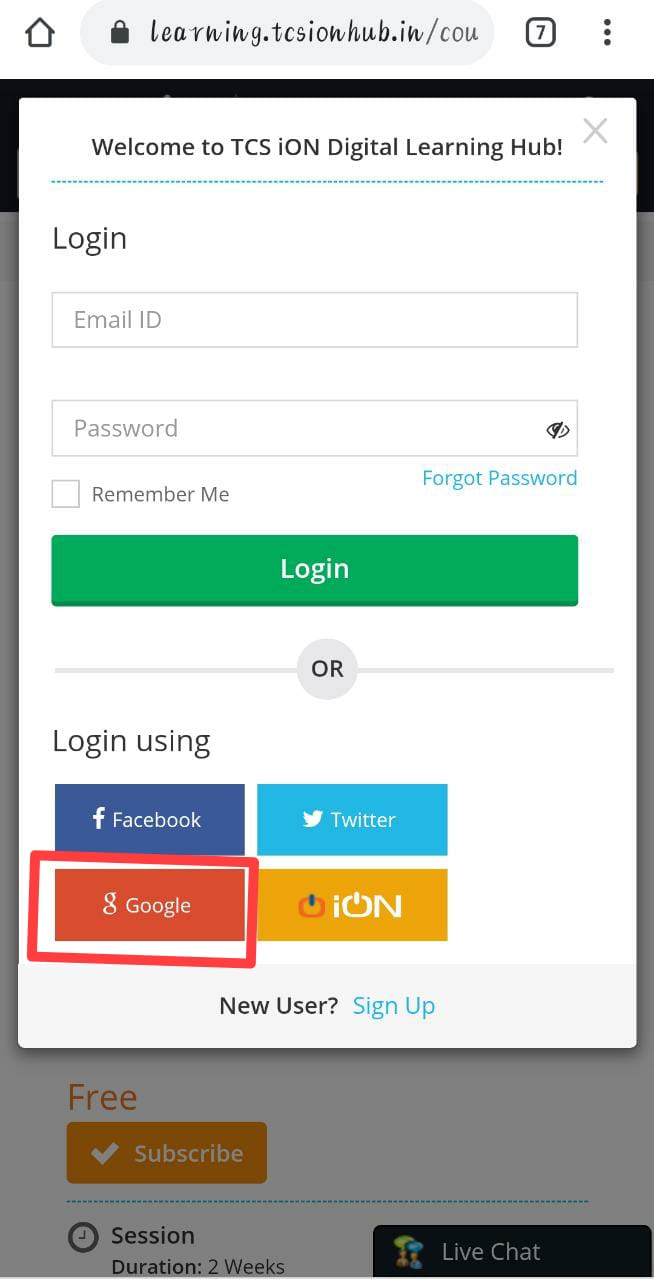 learning.tcsionhub.in/cou
7
Welcome to TCS iON Digital Learning Hub!
Login
Email ID
Password
Forgot Password
Remember Me
Login
OR
Login using
f Facebook
Twitter
g Google
iON
New User? Sign Up
Free
Subscribe
Session
Duration: 2 Weeks
Live Chat